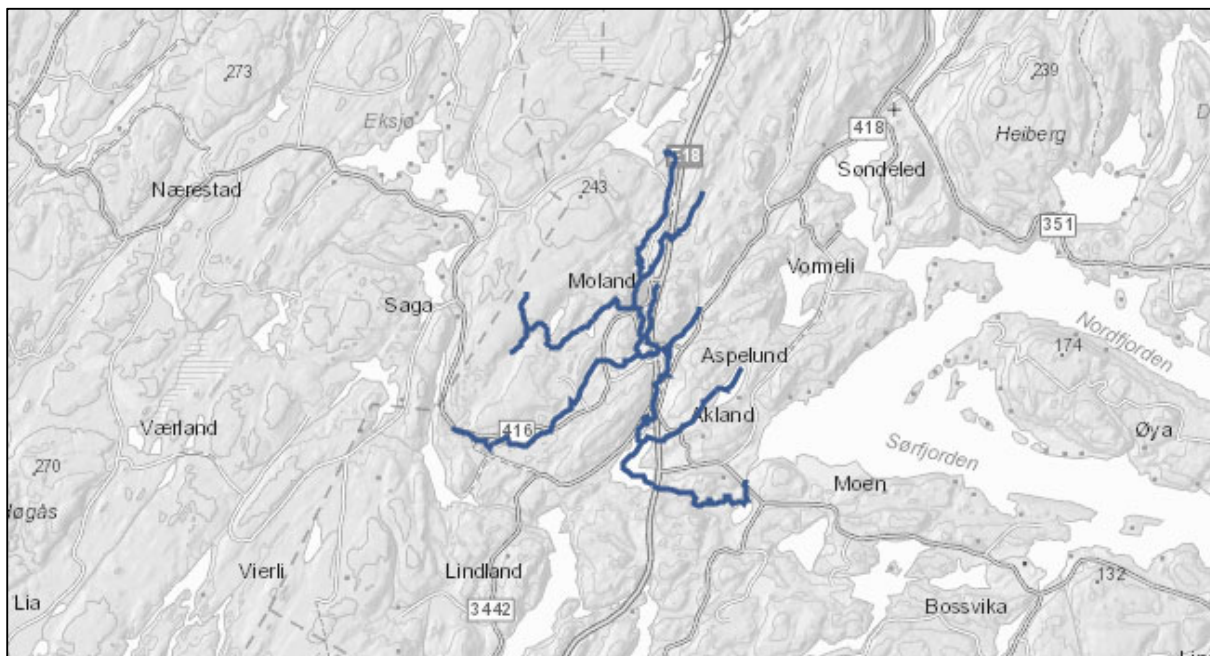 273
239
Eksjø
418
Heiberg
E18
Søndeled
Nærestad
243
351
Vormeli
Moland
Saga
Nordfjorden
174
Aspelund
Akland
416
Værland
Øya
Sørfjorden
270
Moen
Vierli
Lindland
132
Lia
3442
Bossvika